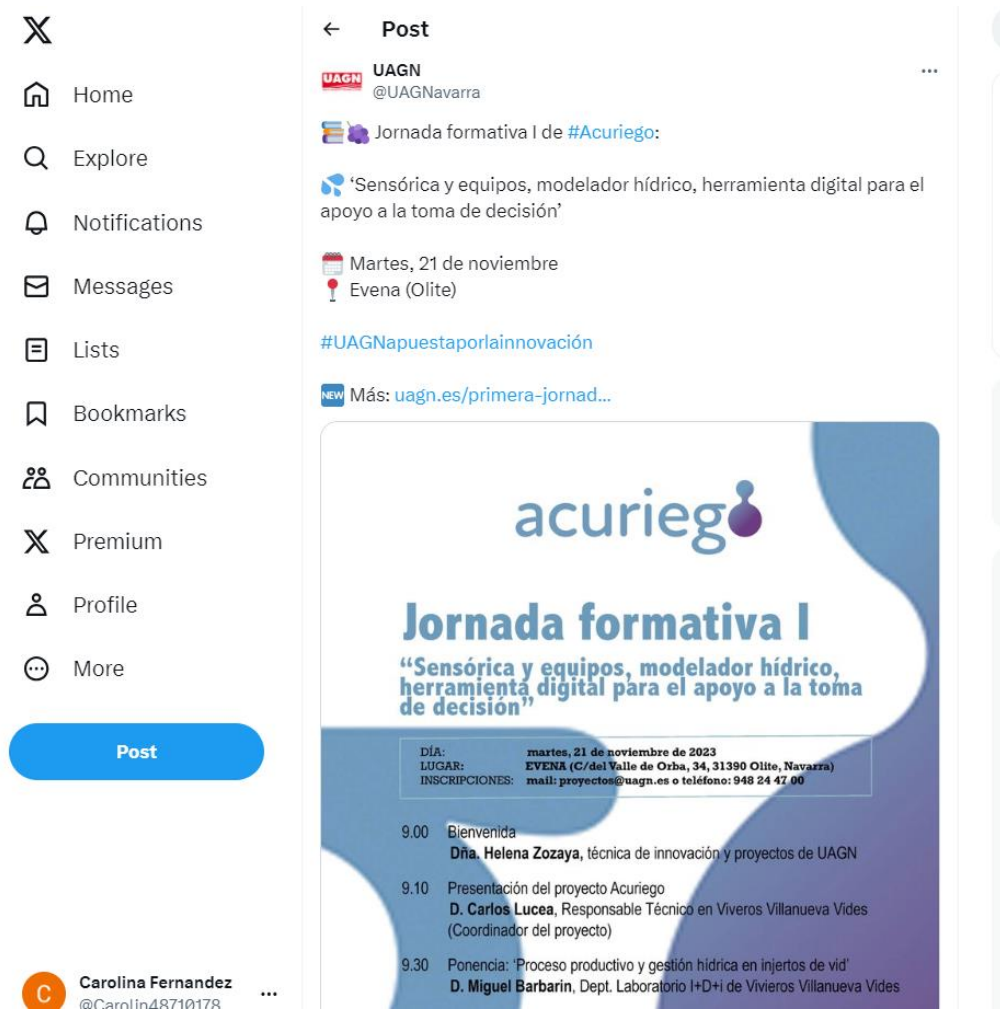 Post
UAGN
UAGN
@UAGNavarra
Home
Explore
Notifications
Messages
Lists
Bookmarks
Communities
Premium
Profile
More
Post
Carolina Fernandez
@Carolin48710178
C
Jornada formativa I de #Acuriego:
‘Sensórica y equipos, modelador hídrico, herramienta digital para el
apoyo a la toma de decisión’
Martes, 21 de noviembre
Evena (Olite)
#UAGNapuestaporlainnovación
NEW Más: uagn.es/primera-jornad...
acuriego
Jornada formativa I
“Sensórica y equipos, modelador hídrico,
herramienta digital para el apoyo a la toma
de decisión”
DÍA: martes, 21 de noviembre de 2023
LUGAR: EVENA (C/del Valle de Orba, 34, 31390 Olite, Navarra)
INSCRIPCIONES: mail: proyectos@uagn.es o teléfono: 948 24 47 00
9.00 Bienvenida
Dña. Helena Zozaya, técnica de innovación y proyectos de UAGN
9.10 Presentación del proyecto Acuriego
D. Carlos Lucea, Responsable Técnico en Viveros Villanueva Vides
(Coordinador del proyecto)
9.30 Ponencia: ‘Proceso productivo y gestión hídrica en injertos de vid’
D. Miguel Barbarin, Dept. Laboratorio I+D+i de Vivieros Villanueva Vides